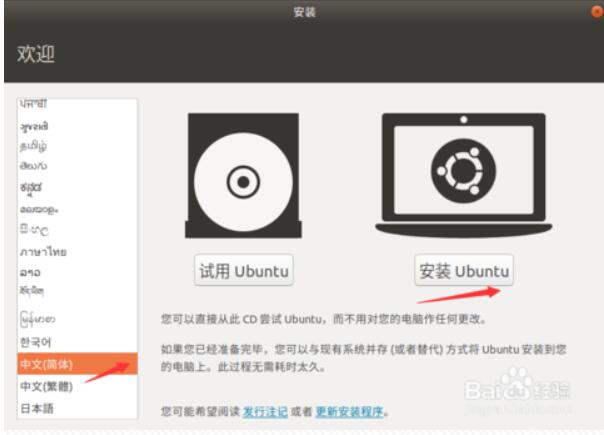 安装
欢迎
ਪੰਜਾਬੀ
ગુજરાતી
தமிழ்
తెలుగు
ಕನ್ನಡ
മലയാളം
සිංහල
ภาษาไทย
ລາວ
རྫོང་ཁ
မြန်မာစာ
한국어
中文(简体)
中文(繁體)
日本語
试用 Ubuntu
安装 Ubuntu
您可以直接从此 CD 尝试 Ubuntu，而不用对您的电脑作任何更改。
如果您已经准备完毕，您可以与现有系统并存 (或者替代) 方式将 Ubuntu 安装到您
的电脑上。此过程无需耗时太久。
您可能希望阅读 发行注记 或者 更新安装程序。
Baidu经验
jingyan.baidu.com